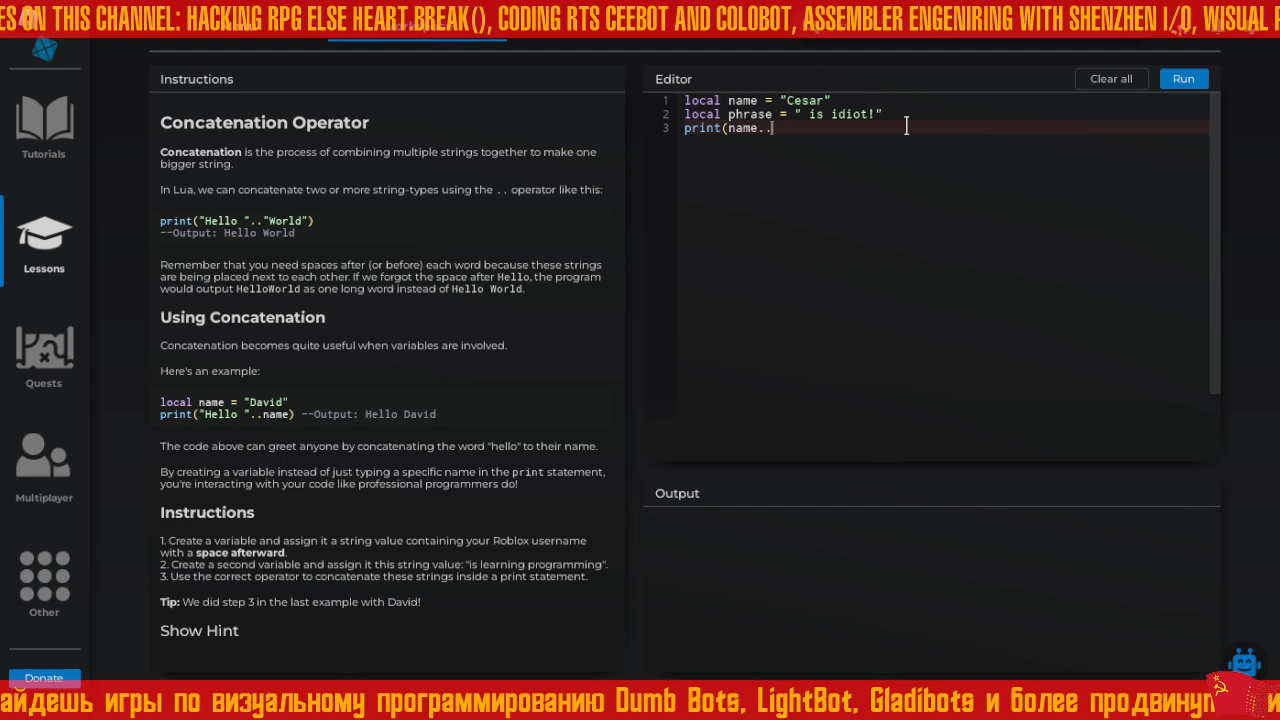 ES ON THIS CHANNEL: HACKING RPG ELSE HEART BREAK(), CODING RTS CEEBOT AND COLOBOT, ASSEMBLER ENGENIRING WITH SHENZHEN I/O, WISUAL
Tutorials
Lessons
Quests
Multiplayer
Other
Donate
Instructions
Concatenation Operator
Concatenation is the process of combining multiple strings together to make one
bigger string.
In Lua, we can concatenate two or more string-types using the .. operator like this:
print("Hello ".."World")
--Output: Hello World
Remember that you need spaces after (or before) each word because these strings
are being placed next to each other. If we forgot the space after Hello, the program
would output HelloWorld as one long word instead of Hello World.
Using Concatenation
Concatenation becomes quite useful when variables are involved.
Here's an example:
local name = "David"
print("Hello "..name) --Output: Hello David
The code above can greet anyone by concatenating the word "hello" to their name.
By creating a variable instead of just typing a specific name in the print statement,
you're interacting with your code like professional programmers do!
Instructions
1. Create a variable and assign it a string value containing your Roblox username
with a space afterward.
2. Create a second variable and assign it this string value: "is learning programming".
3. Use the correct operator to concatenate these strings inside a print statement.
Tip: We did step 3 in the last example with David!
Show Hint
Editor
Clear all
Run
1 local name = "Cesar"
2 local phrase = " is idiot!"
3 print(name..
Output
айдешь игры по визуальному программированию Dumb Bots, LightBot, Gladibots и более продвину